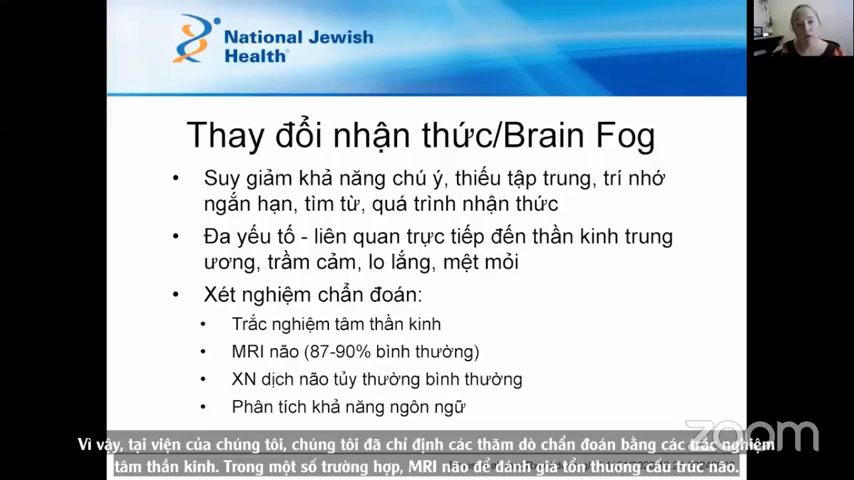 National Jewish
Health®
Thay đổi nhận thức/Brain Fog
• Suy giảm khả năng chú ý, thiếu tập trung, trí nhớ
ngắn hạn, tìm từ, quá trình nhận thức
• Đa yếu tố - liên quan trực tiếp đến thần kinh trung
ương, trầm cảm, lo lắng, mệt mỏi
• Xét nghiệm chẩn đoán:
• Trắc nghiệm tâm thần kinh
• MRI não (87-90% bình thường)
• XN dịch não tủy thường bình thường
• Phân tích khả năng ngôn ngữ
zoom
Vì vậy, tại viện của chúng tôi, chúng tôi đã chỉ định các thăm dò chẩn đoán bằng các trắc nghiệm
tâm thần kinh. Trong một số trường hợp, MRI não để đánh giá tổn thương cấu trúc não.